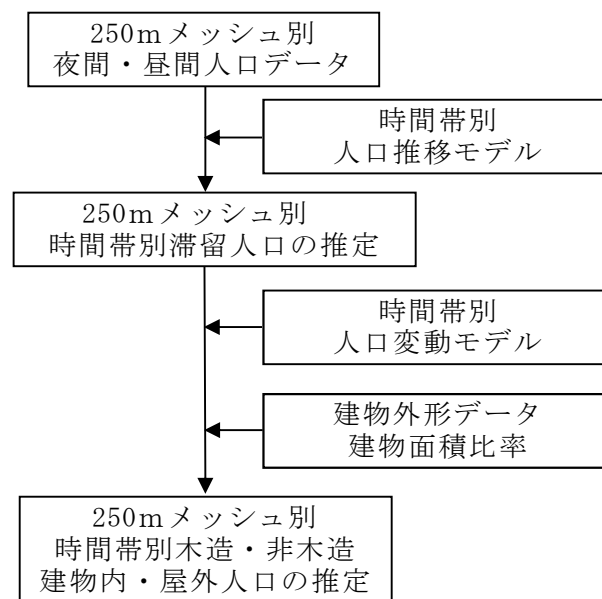 250mメッシュ別
夜間・昼間人口データ
時間帯別
人口推移モデル
250mメッシュ別
時間帯別滞留人口の推定
時間帯別
人口変動モデル
建物外形データ
建物面積比率
250mメッシュ別
時間帯別木造・非木造
建物内・屋外人口の推定